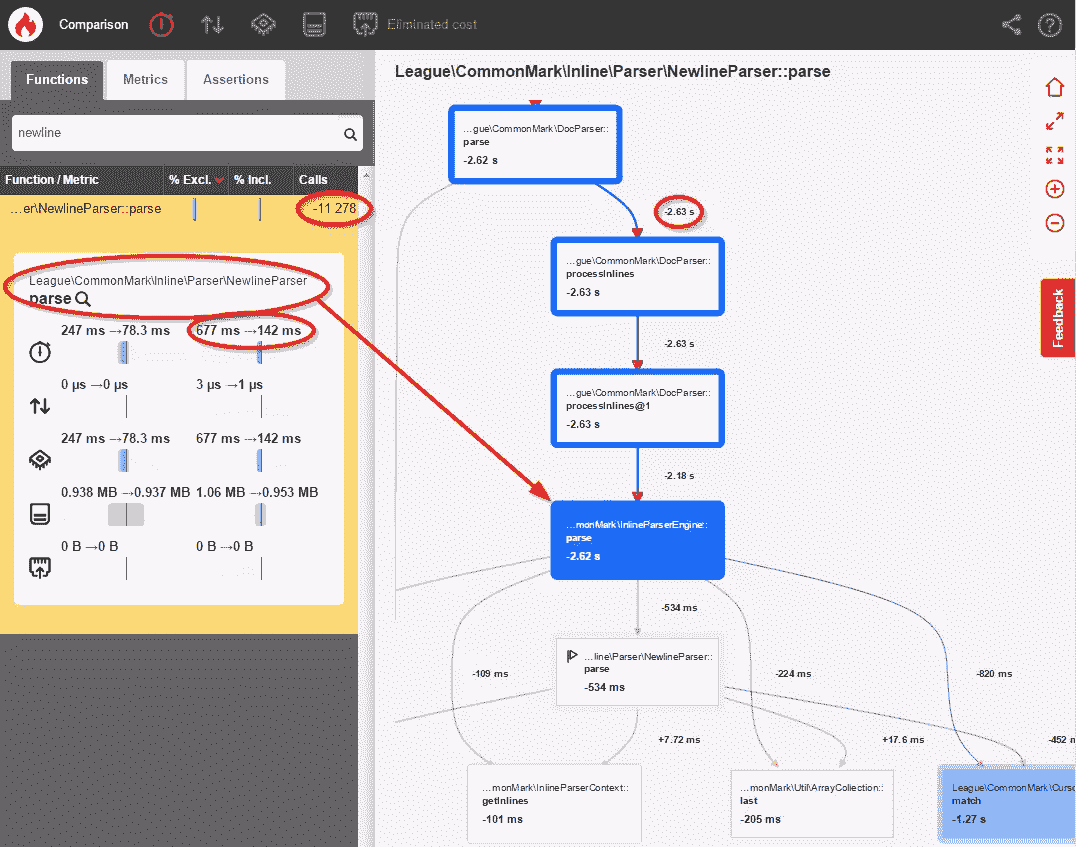 Comparison
Eliminated cost
Functions
Metrics
Assertions
newline
Function / Metric
% Excl.
% Incl.
Calls
...er\NewlineParser::parse
-11 278
League\CommonMark\Inline\Parser\NewlineParser
parse
247 ms →78.3 ms
677 ms →142 ms
0 µs →0 µs
3 µs →1 µs
247 ms →78.3 ms
677 ms →142 ms
0.938 MB →0.937 MB
1.06 MB →0.953 MB
0 B →0 B
0 B →0 B
League\CommonMark\Inline\Parser\NewlineParser::parse
...gue\CommonMark\DocParser::
parse
-2.62 s
-2.63 s
...gue\CommonMark\DocParser::
processInlines
-2.63 s
-2.63 s
...gue\CommonMark\DocParser::
processInlines@1
-2.63 s
-2.18 s
...monMark\InlineParserEngine::
parse
-2.62 s
-534 ms
...line\Parser\NewlineParser::
parse
-534 ms
-109 ms
-224 ms
-820 ms
+7.72 ms
+17.6 ms
-452 m
...monMark\InlineParserContext::
getInlines
-101 ms
...monMark\Util\ArrayCollection::
last
-205 ms
League\CommonMark\Curso
match
-1.27 s
Feedback